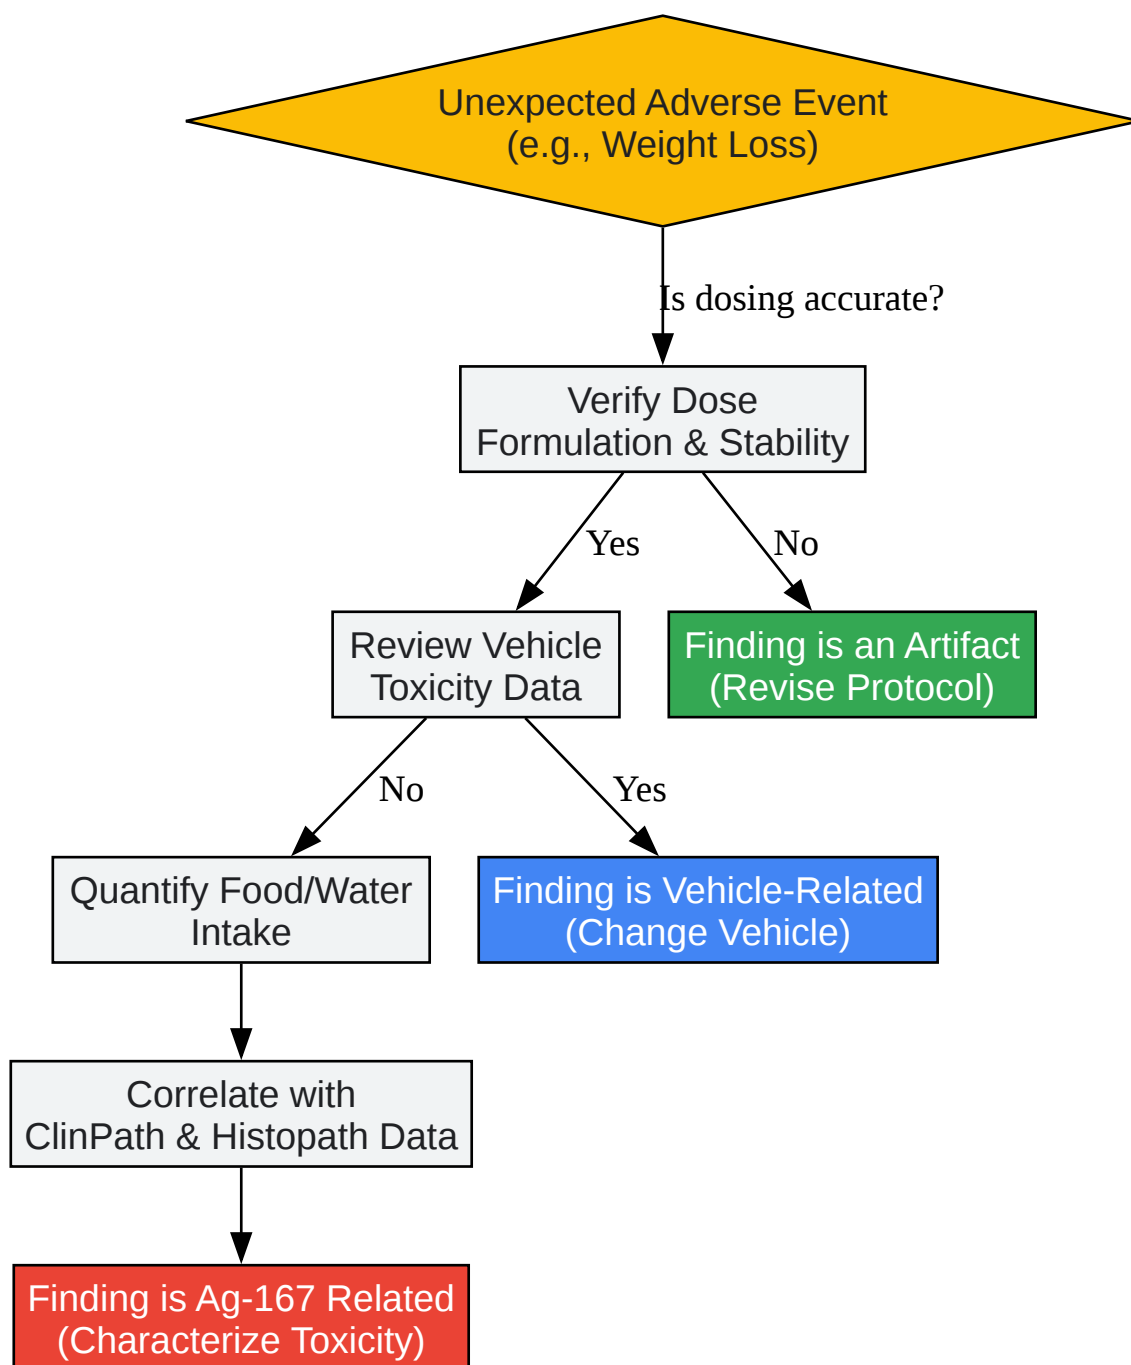 Unexpected Adverse Event
(e.g., Weight Loss)
Is dosing accurate?
Verify Dose
Formulation & Stability
Yes
No
Review Vehicle
Toxicity Data
Finding is an Artifact
(Revise Protocol)
No
Yes
Quantify Food/Water
Intake
Finding is Vehicle-Related
(Change Vehicle)
Correlate with
ClinPath & Histopath Data
Finding is Ag-167 Related
(Characterize Toxicity)